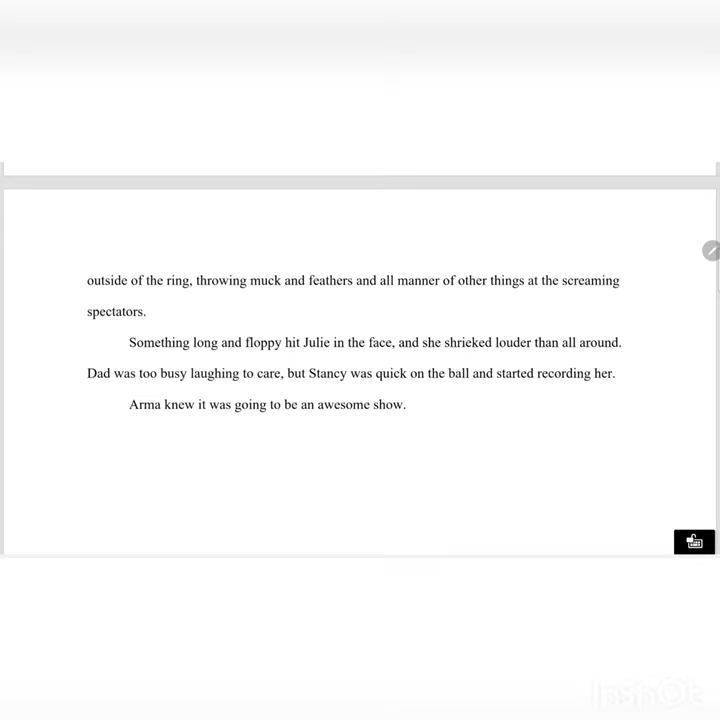 outside of the ring, throwing muck and feathers and all manner of other things at the screaming
spectators.
Something long and floppy hit Julie in the face, and she shrieked louder than all around.
Dad was too busy laughing to care, but Stancy was quick on the ball and started recording her.
Arma knew it was going to be an awesome show.
InShOt